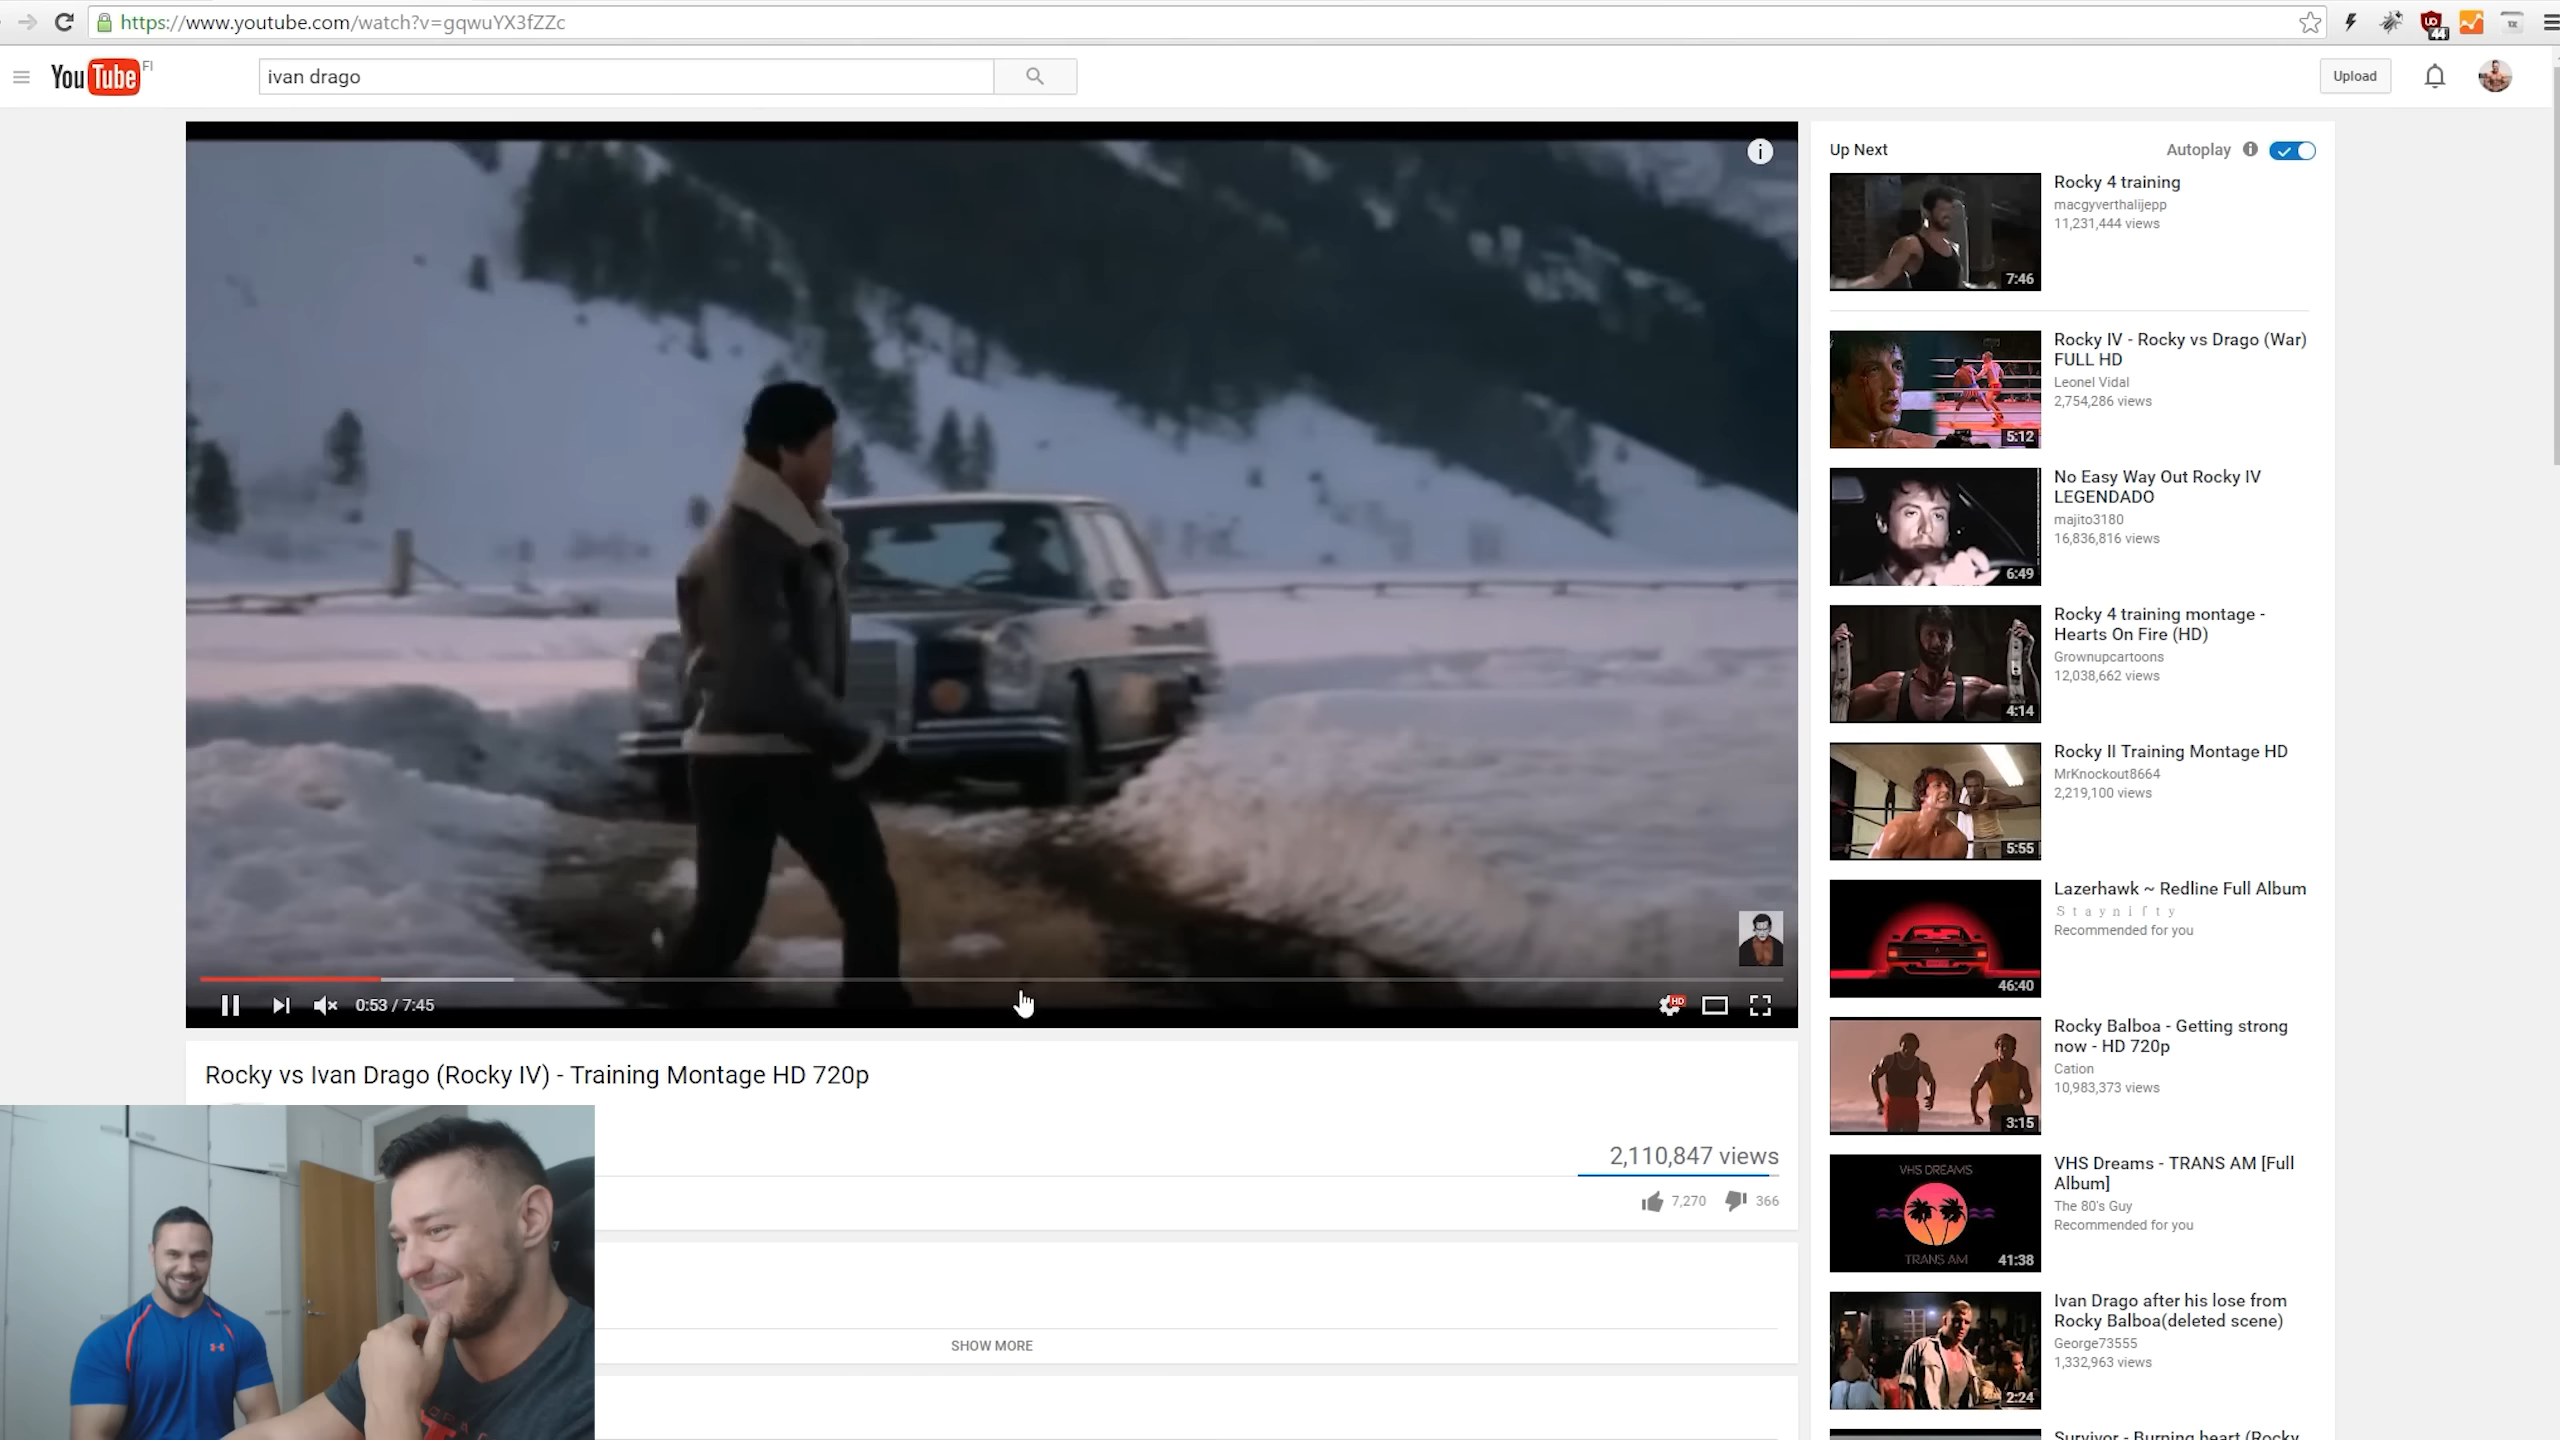 https://www.youtube.com/watch?v=gqwuYX3fZZc
44
YouTube FI
ivan drago
Upload
0:53 / 7:45
HD
Rocky vs Ivan Drago (Rocky IV) - Training Montage HD 720p
2,110,847 views
7,270
366
SHOW MORE
Up Next
Autoplay
Rocky 4 training
macgyverthalijepp
11,231,444 views
7:46
Rocky IV - Rocky vs Drago (War)
FULL HD
Leonel Vidal
2,754,286 views
5:12
No Easy Way Out Rocky IV
LEGENDADO
majito3180
16,836,816 views
6:49
Rocky 4 training montage -
Hearts On Fire (HD)
Grownupcartoons
12,038,662 views
4:14
Rocky II Training Montage HD
MrKnockout8664
2,219,100 views
5:55
Lazerhawk ~ Redline Full Album
Staynifty
Recommended for you
46:40
Rocky Balboa - Getting strong
now - HD 720p
Cation
10,983,373 views
3:15
VHS DREAMS
TRANS AM
VHS Dreams - TRANS AM [Full
Album]
The 80's Guy
Recommended for you
41:38
Ivan Drago after his lose from
Rocky Balboa(deleted scene)
George73555
1,332,963 views
2:24
Survivor - Burning heart (Rocky